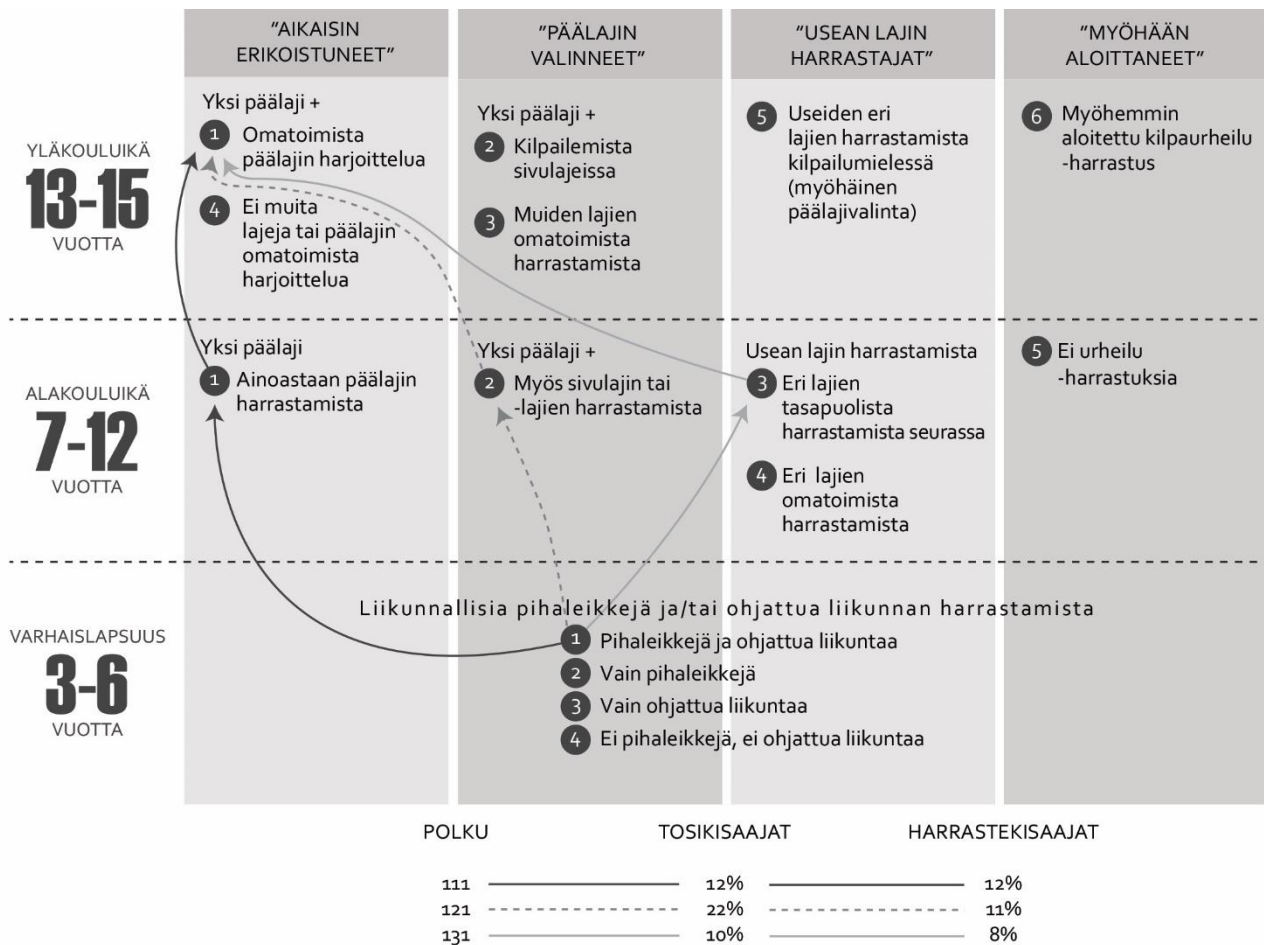 "AIKAISIN
ERIKOISTUNEET"
"PÄÄLAJIN
VALINNEET"
"USEAN LAJIN
HARRASTAJAT"
"MYÖHÄÄN
ALOITTANEET"
YLÄKOULUIKÄ
13-15
VUOTTA
Yksi päälaji +
1 Omatoimista
päälajin harjoittelua
4 Ei muita
lajeja tai päälajin
omatoimista
harjoittelua
Yksi päälaji +
2 Kilpailemista
sivulajeissa
3 Muiden lajien
omatoimista
harrastamista
5 Useiden eri
lajien harrastamista
kilpailumielessä
(myöhäinen
päälajivalinta)
6 Myöhemmin
aloitettu kilpaurheilu
-harrastus
ALAKOULUIKÄ
7-12
VUOTTA
Yksi päälaji
1 Ainoastaan päälajin
harrastamista
Yksi päälaji +
2 Myös sivulajin tai
-lajien harrastamista
Usean lajin harrastamista
3 Eri lajien
tasapuolista
harrastamista seurassa
4 Eri lajien
omatoimista
harrastamista
5 Ei urheilu
-harrastuksia
VARHAISLAPSUUS
3-6
VUOTTA
Liikunnallisia pihaleikkejä ja/tai ohjattua liikunnan harrastamista
1 Pihaleikkejä ja ohjattua liikuntaa
2 Vain pihaleikkejä
3 Vain ohjattua liikuntaa
4 Ei pihaleikkejä, ei ohjattua liikuntaa
POLKU TOSIKISAAJAT HARRASTEKISAAJAT
111 12% 12%
121 22% 11%
131 10% 8%